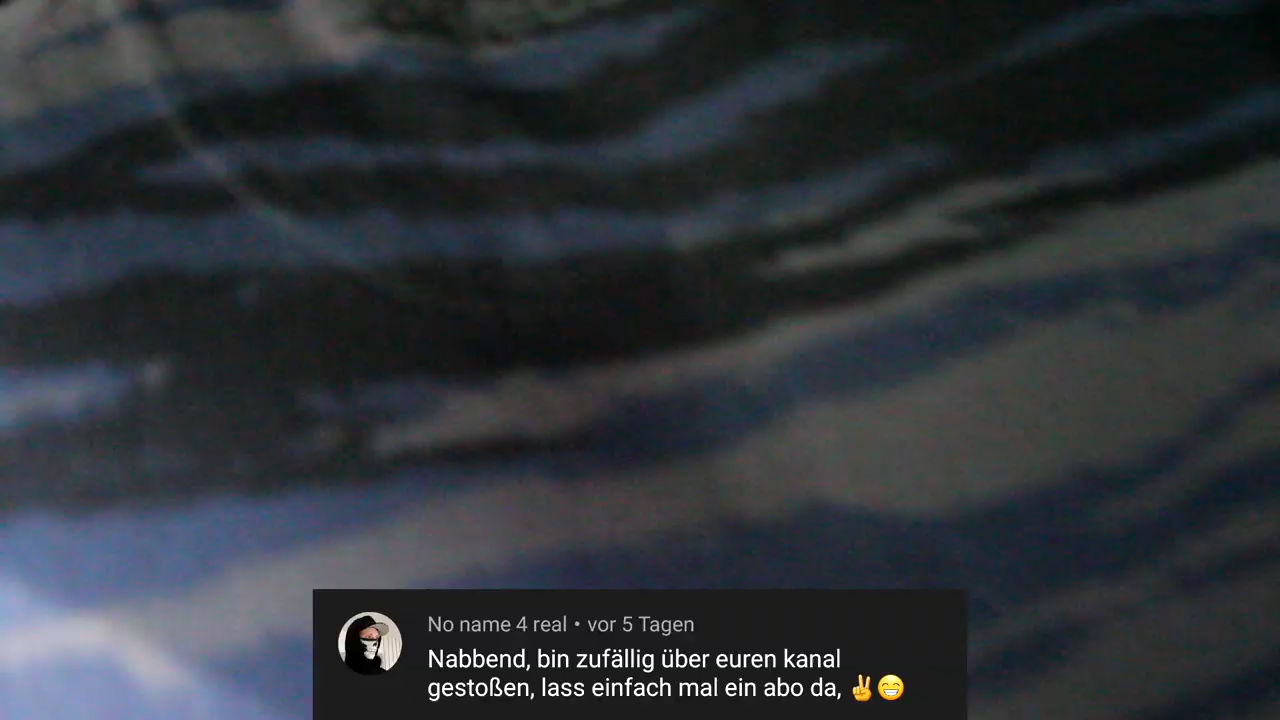 No name 4 real • vor 5 Tagen
Nabbend, bin zufällig über euren kanal
gestoßen, lass einfach mal ein abo da, ✌😁